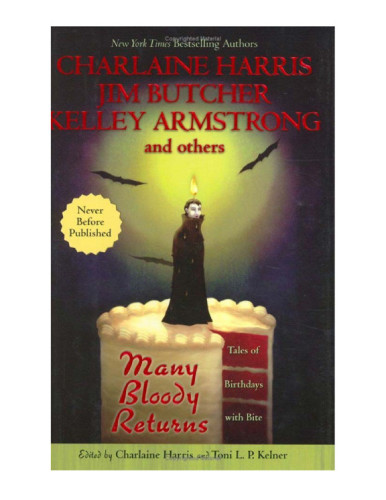 New York Times Bestselling Authors
CHARLAINE HARRIS
JIM BUTCHER
KELLEY ARMSTRONG
and others
Never
Before
Published
Many
Bloody
Returns
Tales of
Birthdays
with Bite
Edited by Charlaine Harris and Toni L. P. Kelner